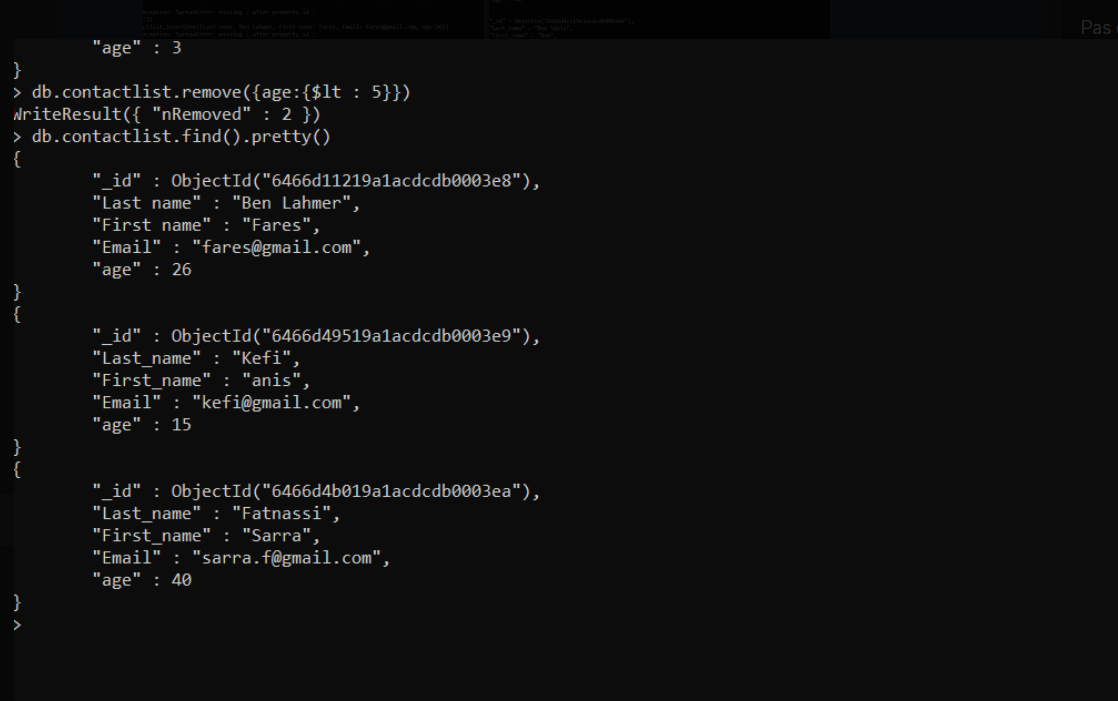 Pas
"age" : 3
}
> db.contactlist.remove({age:{$lt : 5}})
WriteResult({ "nRemoved" : 2 })
> db.contactlist.find().pretty()
{
"_id" : ObjectId("6466d11219a1acdcdb0003e8"),
"Last name" : "Ben Lahmer",
"First name" : "Fares",
"Email" : "fares@gmail.com",
"age" : 26
}
{
"_id" : ObjectId("6466d49519a1acdcdb0003e9"),
"Last_name" : "Kefi",
"First_name" : "anis",
"Email" : "kefi@gmail.com",
"age" : 15
}
{
"_id" : ObjectId("6466d4b019a1acdcdb0003ea"),
"Last_name" : "Fatnassi",
"First_name" : "Sarra",
"Email" : "sarra.f@gmail.com",
"age" : 40
}
>